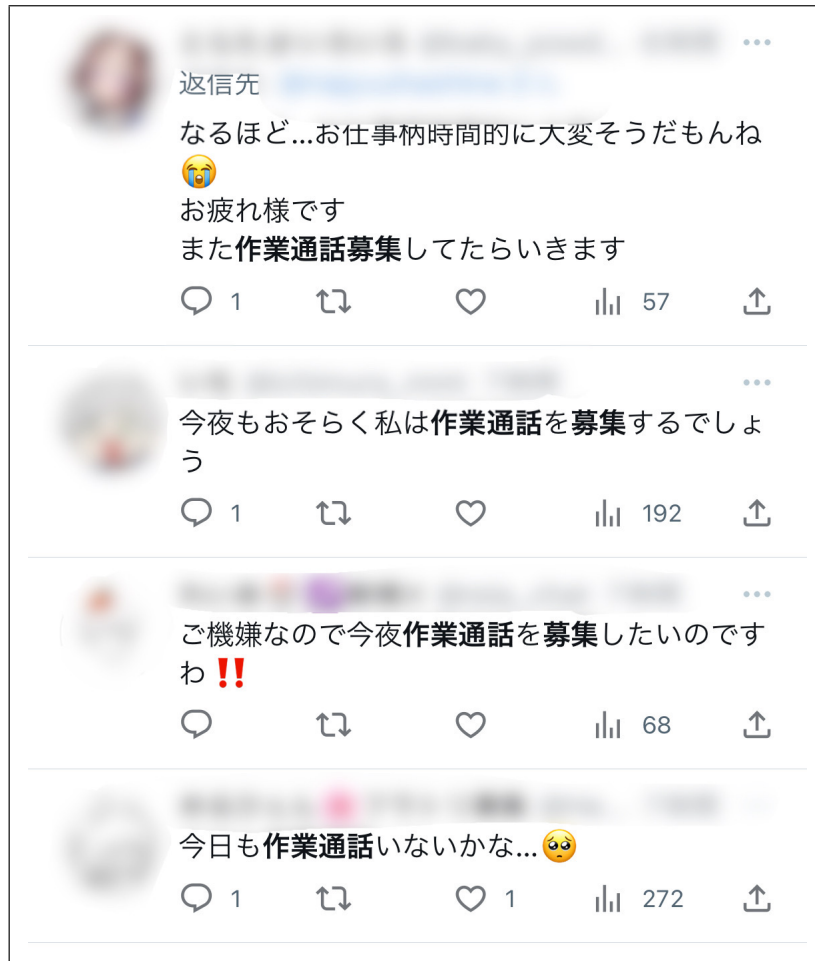 返信先
なるほど...お仕事柄時間的に大変そうだもんね
😭
お疲れ様です
また作業通話募集してたらいきます
1 57
今夜もおそらく私は作業通話を募集するでしょ
う
1 192
ご機嫌なので今夜作業通話を募集したいのです
わ‼️
68
今日も作業通話いないかな...🥺
1 1 272